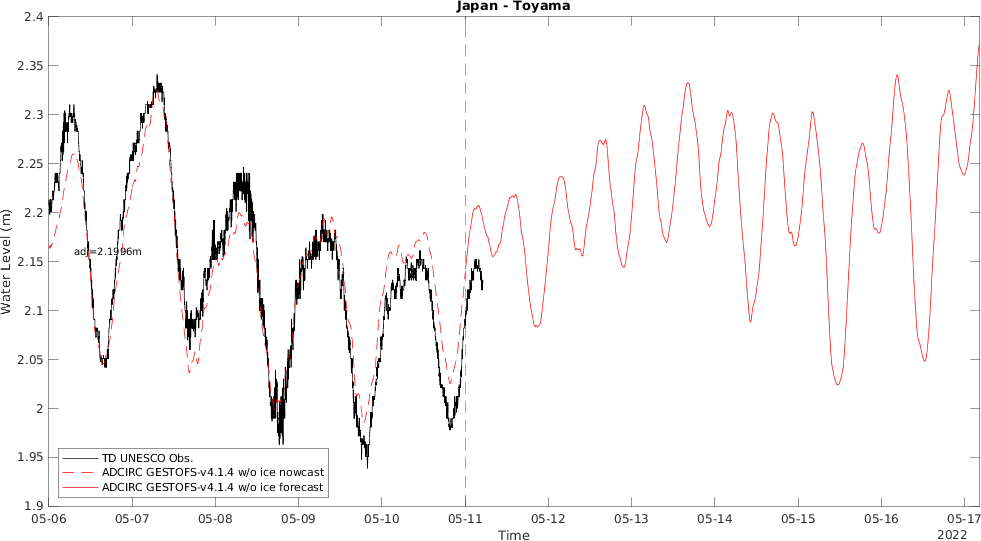 Japan - Toyama
2.4
2.35
2.3
2.25
2.2
2.15
2.1
2.05
2
1.95
1.9
Water Level (m)
adj=2.1996m
TD UNESCO Obs.
ADCIRC GESTOFS-v4.1.4 w/o ice nowcast
ADCIRC GESTOFS-v4.1.4 w/o ice forecast
05-06 05-07 05-08 05-09 05-10 05-11 05-12 05-13 05-14 05-15 05-16 05-17
Time
2022